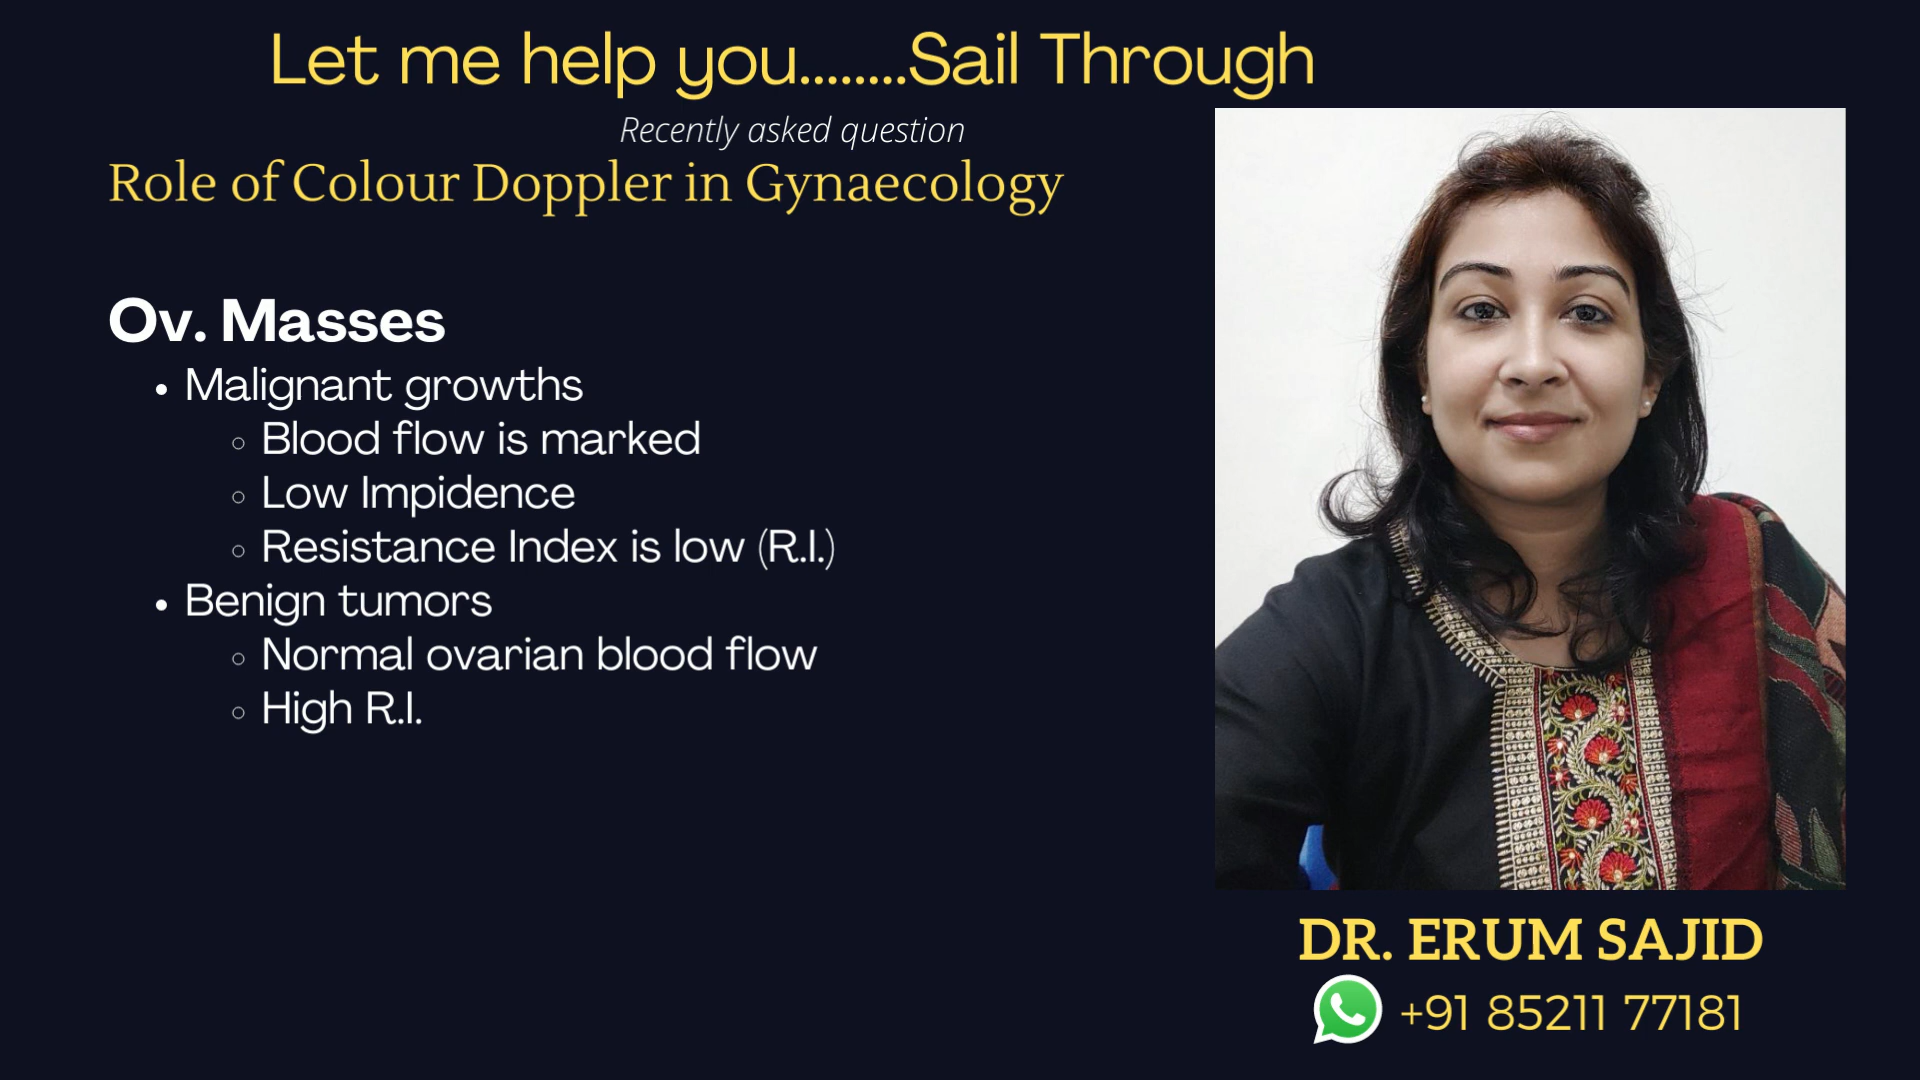 Let me help you........Sail Through
Recently asked question
Role of Colour Doppler in Gynaecology
Ov. Masses
• Malignant growths
◦ Blood flow is marked
◦ Low Impidence
◦ Resistance Index is low (R.I.)
• Benign tumors
◦ Normal ovarian blood flow
◦ High R.I.
DR. ERUM SAJID
+91 85211 77181